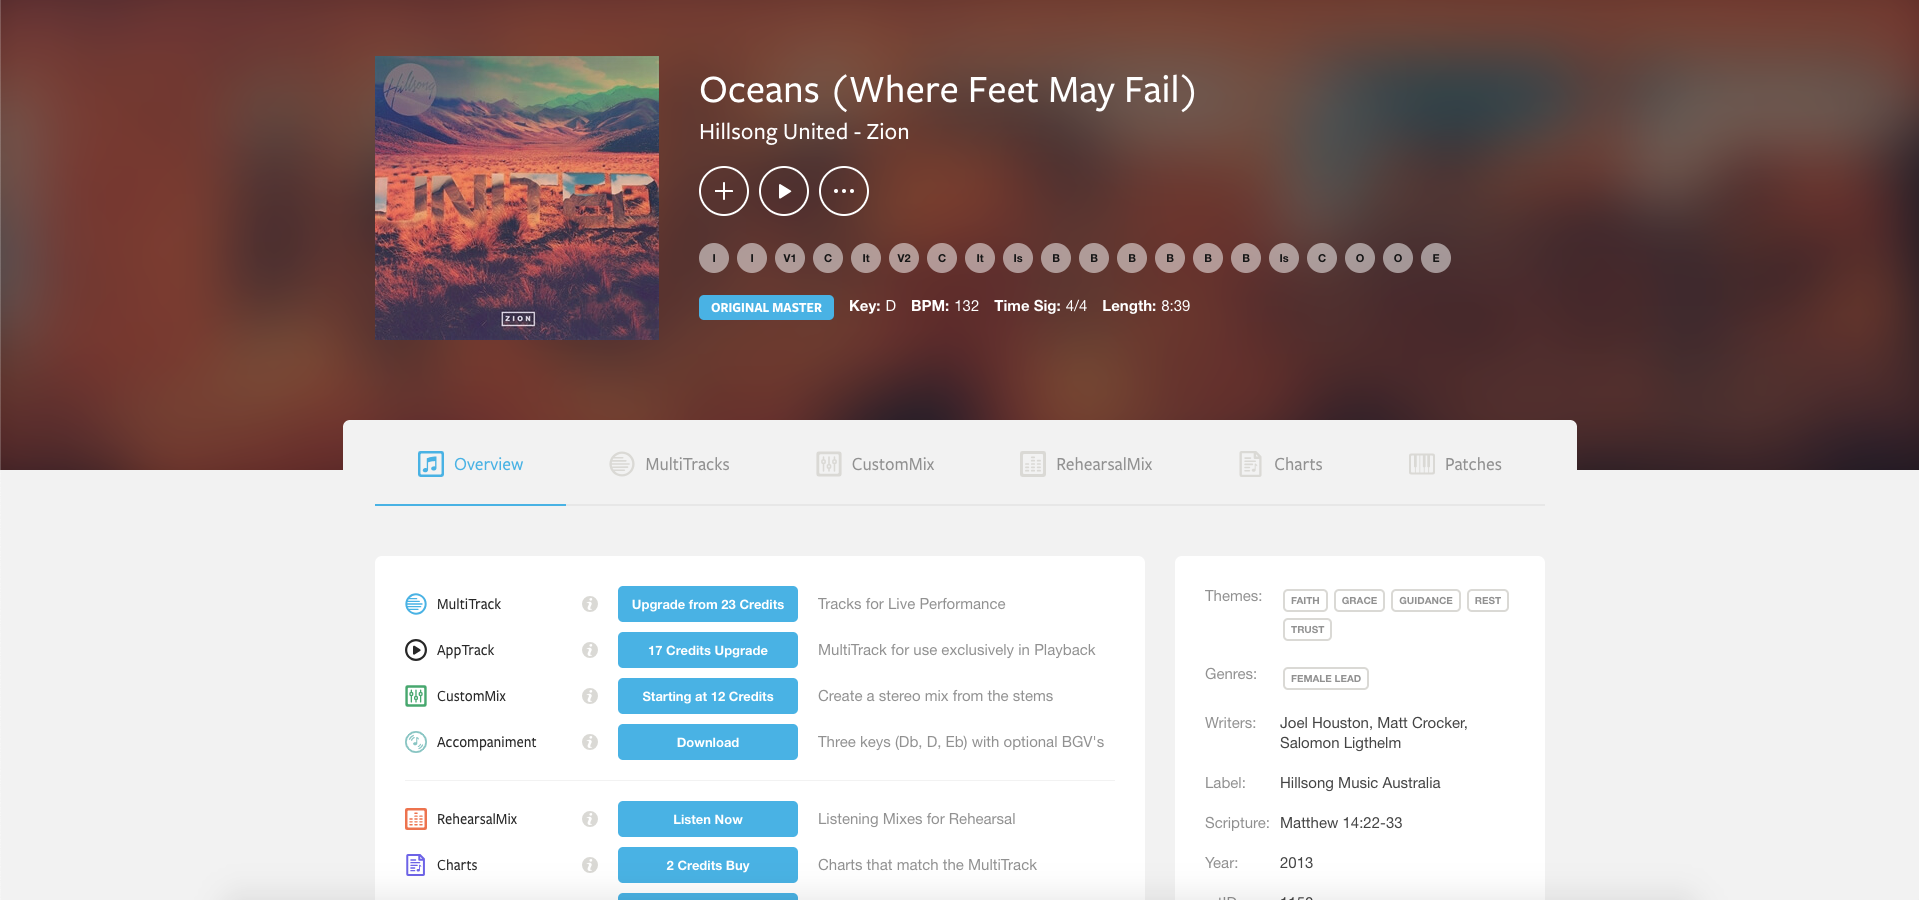 Hillsong
UNITED
ZION
Oceans (Where Feet May Fail)
Hillsong United - Zion
I I V1 C It V2 C It Is B B B B B B Is C O O E
ORIGINAL MASTER Key: D BPM: 132 Time Sig: 4/4 Length: 8:39
Overview MultiTracks CustomMix RehearsalMix Charts Patches
MultiTrack Upgrade from 23 Credits Tracks for Live Performance
AppTrack 17 Credits Upgrade MultiTrack for use exclusively in Playback
CustomMix Starting at 12 Credits Create a stereo mix from the stems
Accompaniment Download Three keys (Db, D, Eb) with optional BGV's
RehearsalMix Listen Now Listening Mixes for Rehearsal
Charts 2 Credits Buy Charts that match the MultiTrack
Themes: FAITH GRACE GUIDANCE REST
TRUST
Genres: FEMALE LEAD
Writers: Joel Houston, Matt Crocker,
Salomon Ligthelm
Label: Hillsong Music Australia
Scripture: Matthew 14:22-33
Year: 2013